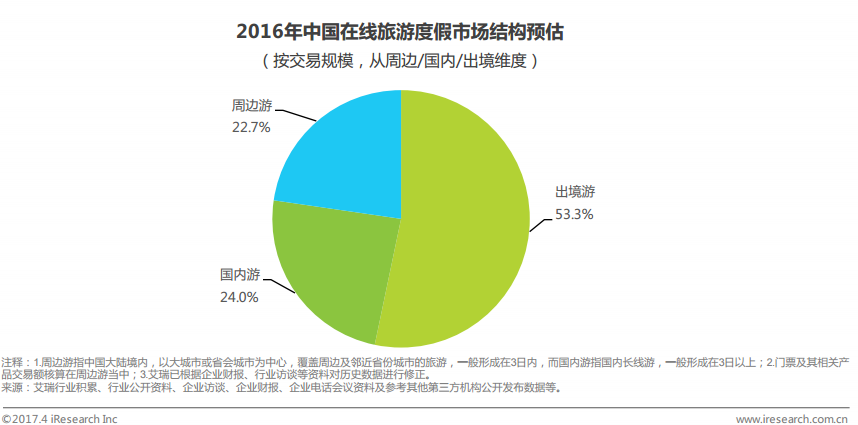 2016年中国在线旅游度假市场结构预估
（按交易规模，从周边/国内/出境维度）
周边游
22.7%
出境游
53.3%
国内游
24.0%
注释：1.周边游指中国大陆境内，以大城市或省会城市为中心，覆盖周边及邻近省份城市的旅游，一般形成在3日内，而国内游指国内长线游，一般形成在3日以上；2.门票及其相关产
品交易额核算在周边游当中；3.艾瑞已根据企业财报、行业访谈等资料对历史数据进行修正。
来源：艾瑞行业积累、行业公开资料、企业访谈、企业财报、企业电话会议资料及参考其他第三方机构公开发布数据等。
©2017.4 iResearch Inc
www.iresearch.com.cn